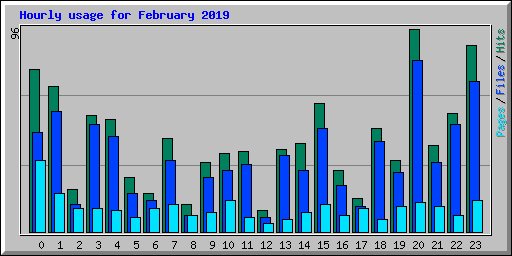 Hourly usage for February 2019
96
Pages/Files/Hits
0 1 2 3 4 5 6 7 8 9 10 11 12 13 14 15 16 17 18 19 20 21 22 23